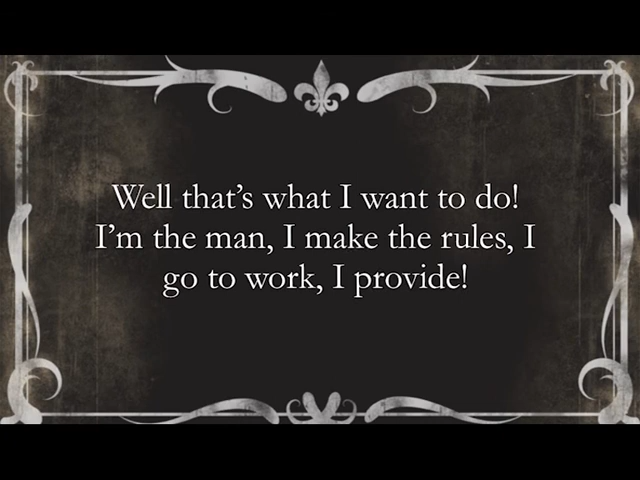 Well that's what I want to do!
I'm the man, I make the rules, I
go to work, I provide!